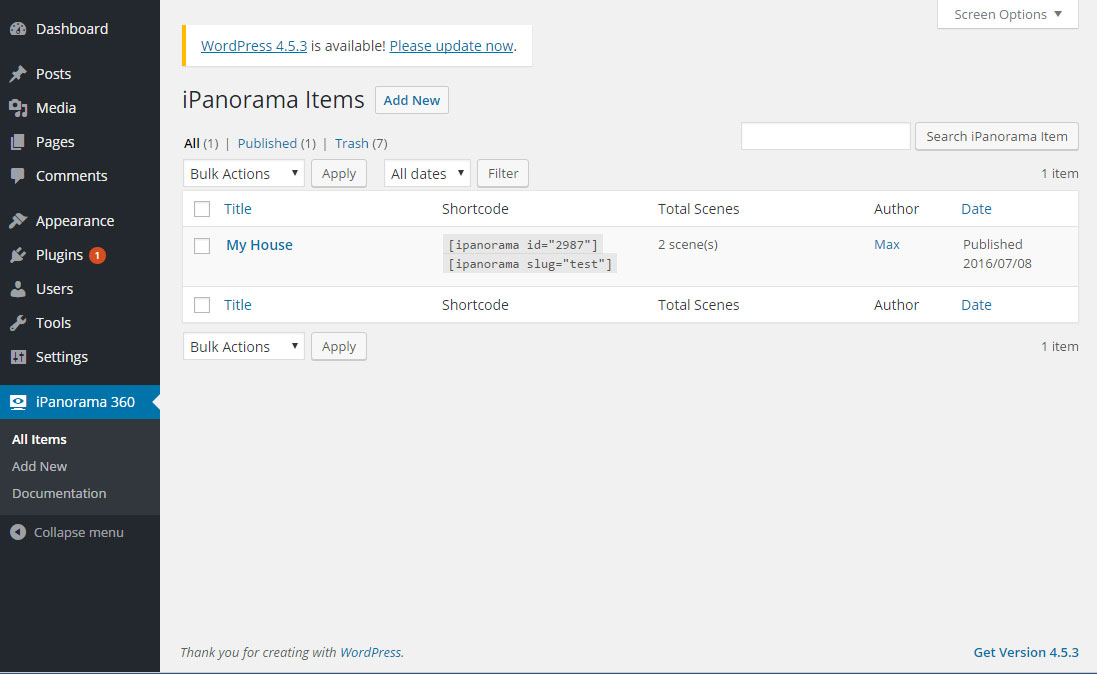 Dashboard
Posts
Media
Pages
Comments
Appearance
Plugins 1
Users
Tools
Settings
iPanorama 360
All Items
Add New
Documentation
Collapse menu
Screen Options
WordPress 4.5.3 is available! Please update now.
iPanorama Items Add New
All (1) | Published (1) | Trash (7)
Search iPanorama Item
Bulk Actions Apply All dates Filter 1 item
Title Shortcode Total Scenes Author Date
My House [ipanorama id="2987"] 2 scene(s) Max Published
[ipanorama slug="test"] 2016/07/08
Title Shortcode Total Scenes Author Date
Bulk Actions Apply 1 item
Thank you for creating with WordPress. Get Version 4.5.3